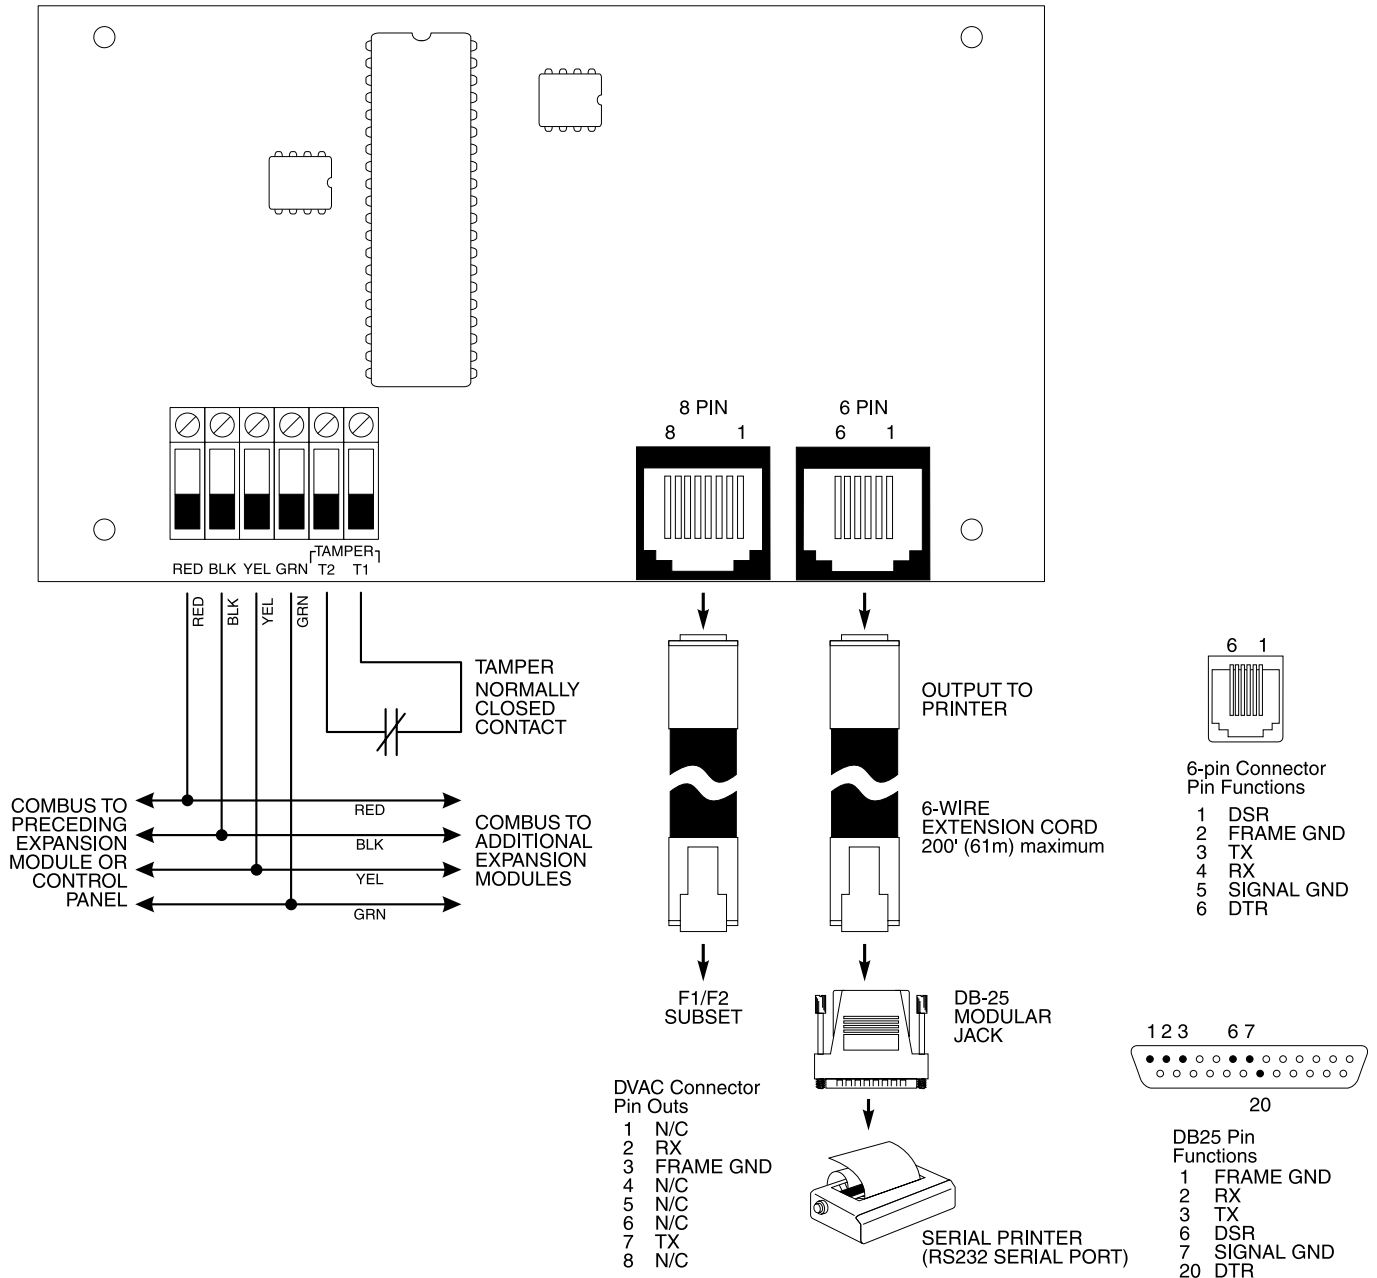 8 PIN
8 1
6 PIN
6 1
TAMPER
RED BLK YEL GRN T2 T1
RED
BLK
YEL
GRN
TAMPER
NORMALLY
CLOSED
CONTACT
COMBUS TO
PRECEDING
EXPANSION
MODULE OR
CONTROL
PANEL
RED
BLK
YEL
GRN
COMBUS TO
ADDITIONAL
EXPANSION
MODULES
OUTPUT TO
PRINTER
6-WIRE
EXTENSION CORD
200' (61m) maximum
F1/F2
SUBSET
DB-25
MODULAR
JACK
DVAC Connector
Pin Outs
1 N/C
2 RX
3 FRAME GND
4 N/C
5 N/C
6 N/C
7 TX
8 N/C
SERIAL PRINTER
(RS232 SERIAL PORT)
6 1
6-pin Connector
Pin Functions
1 DSR
2 FRAME GND
3 TX
4 RX
5 SIGNAL GND
6 DTR
1 2 3 6 7
20
DB25 Pin
Functions
1 FRAME GND
2 RX
3 TX
6 DSR
7 SIGNAL GND
20 DTR